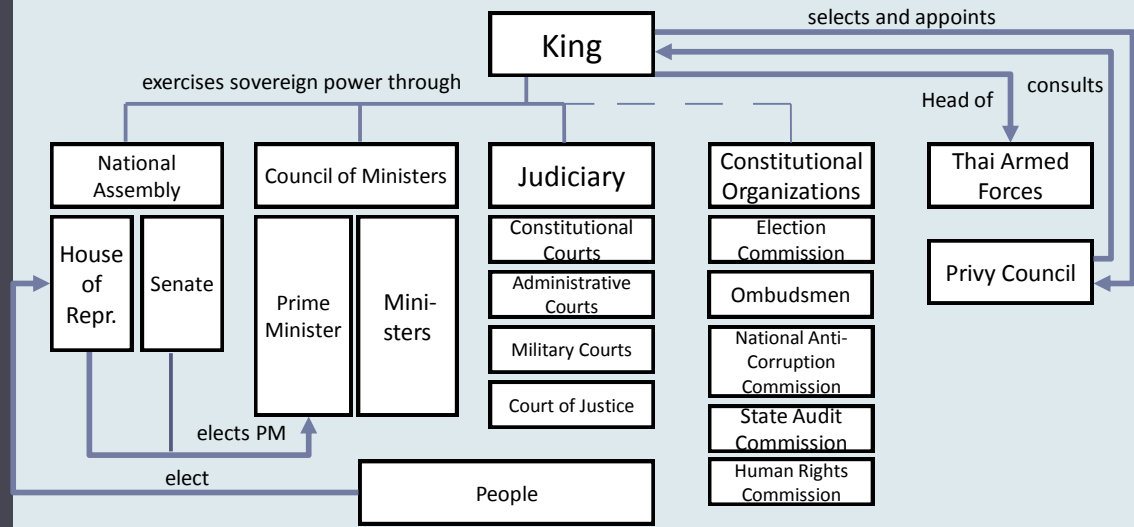 selects and appoints
King
exercises sovereign power through
Head of
consults
National
Assembly
Council of Ministers
Judiciary
Constitutional
Organizations
Thai Armed
Forces
House
of
Repr.
Senate
Prime
Minister
Mini-
sters
Constitutional
Courts
Administrative
Courts
Military Courts
Court of Justice
Election
Commission
Ombudsmen
National Anti-
Corruption
Commission
State Audit
Commission
Human Rights
Commission
Privy Council
elects PM
elect
People